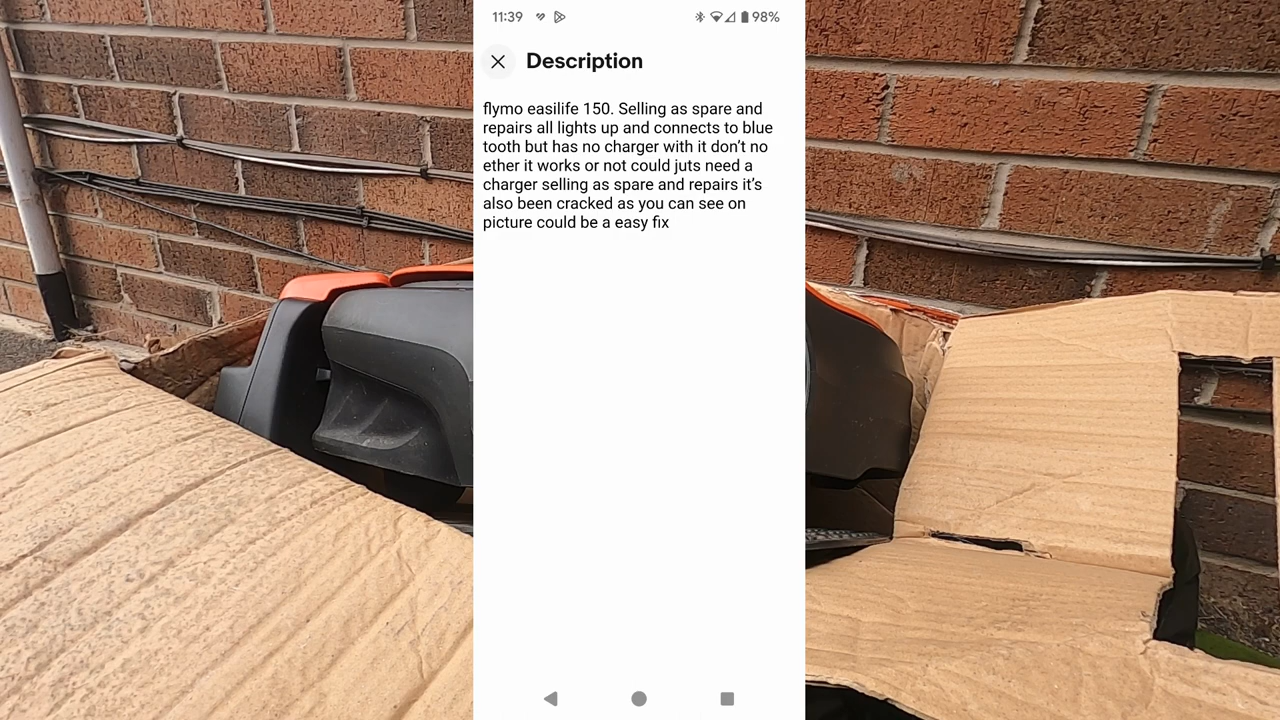 11:39
98%
Description
flymo easilife 150. Selling as spare and
repairs all lights up and connects to blue
tooth but has no charger with it don't no
ether it works or not could juts need a
charger selling as spare and repairs it's
also been cracked as you can see on
picture could be a easy fix